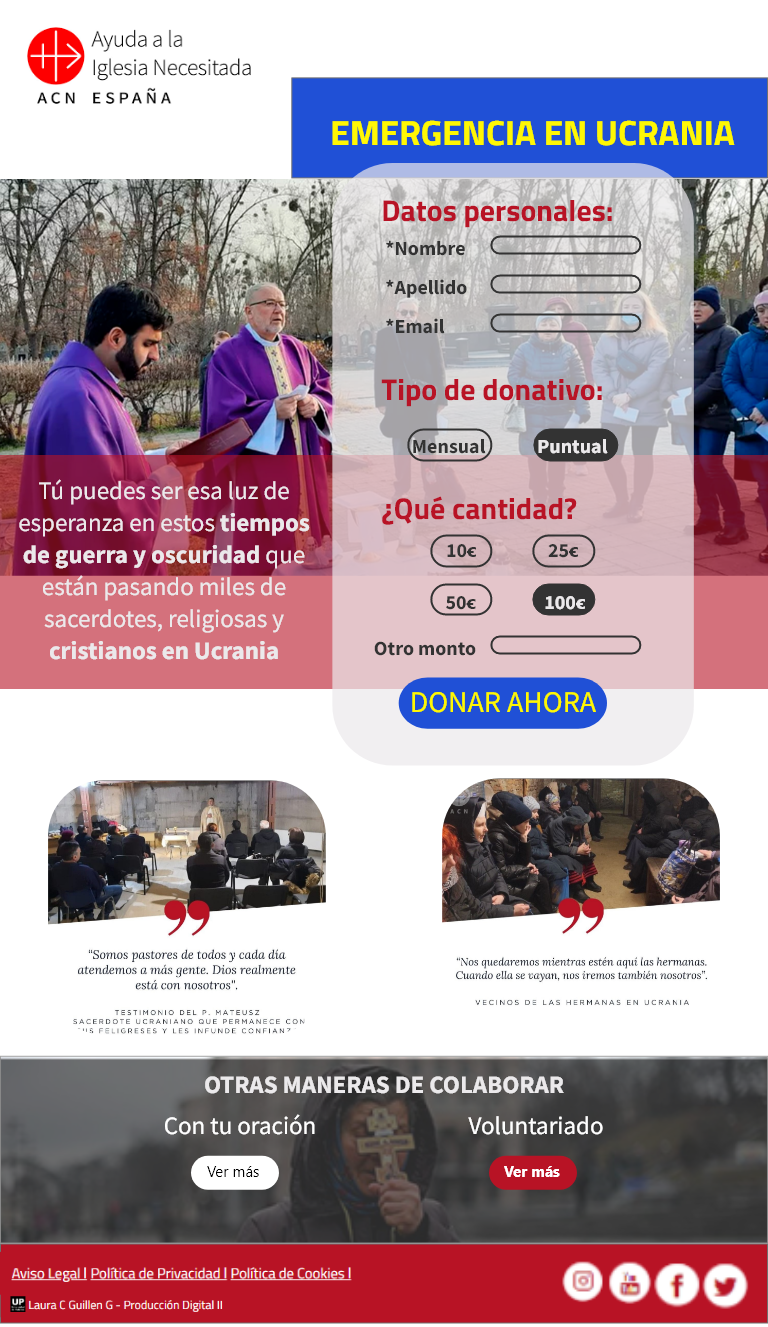 Ayuda a la
Iglesia Necesitada
ACN ESPAÑA
EMERGENCIA EN UCRANIA
Datos personales:
*Nombre
*Apellido
*Email
Tipo de donativo:
Mensual Puntual
¿Qué cantidad?
10€ 25€
50€ 100€
Otro monto
DONAR AHORA
Tú puedes ser esa luz de
esperanza en estos tiempos
de guerra y oscuridad que
están pasando miles de
sacerdotes, religiosas y
cristianos en Ucrania
"Somos pastores de todos y cada día
atendemos a más gente. Dios realmente
está con nosotros".
TESTIMONIO DEL P. MATEUSZ
SACERDOTE UCRANIANO QUE PERMANECE CON
FELIGRESES Y LES INFUNDE
ACN
"Nos quedaremos mientras estén aquí las hermanas.
Cuando ella se vayan, nos iremos también nosotros".
VECINOS DE LAS HERMANAS EN UCRANIA
OTRAS MANERAS DE COLABORAR
Con tu oración Voluntariado
Ver más Ver más
Aviso Legal | Política de Privacidad | Política de Cookies |
UP Laura C Guillen G - Producción Digital II